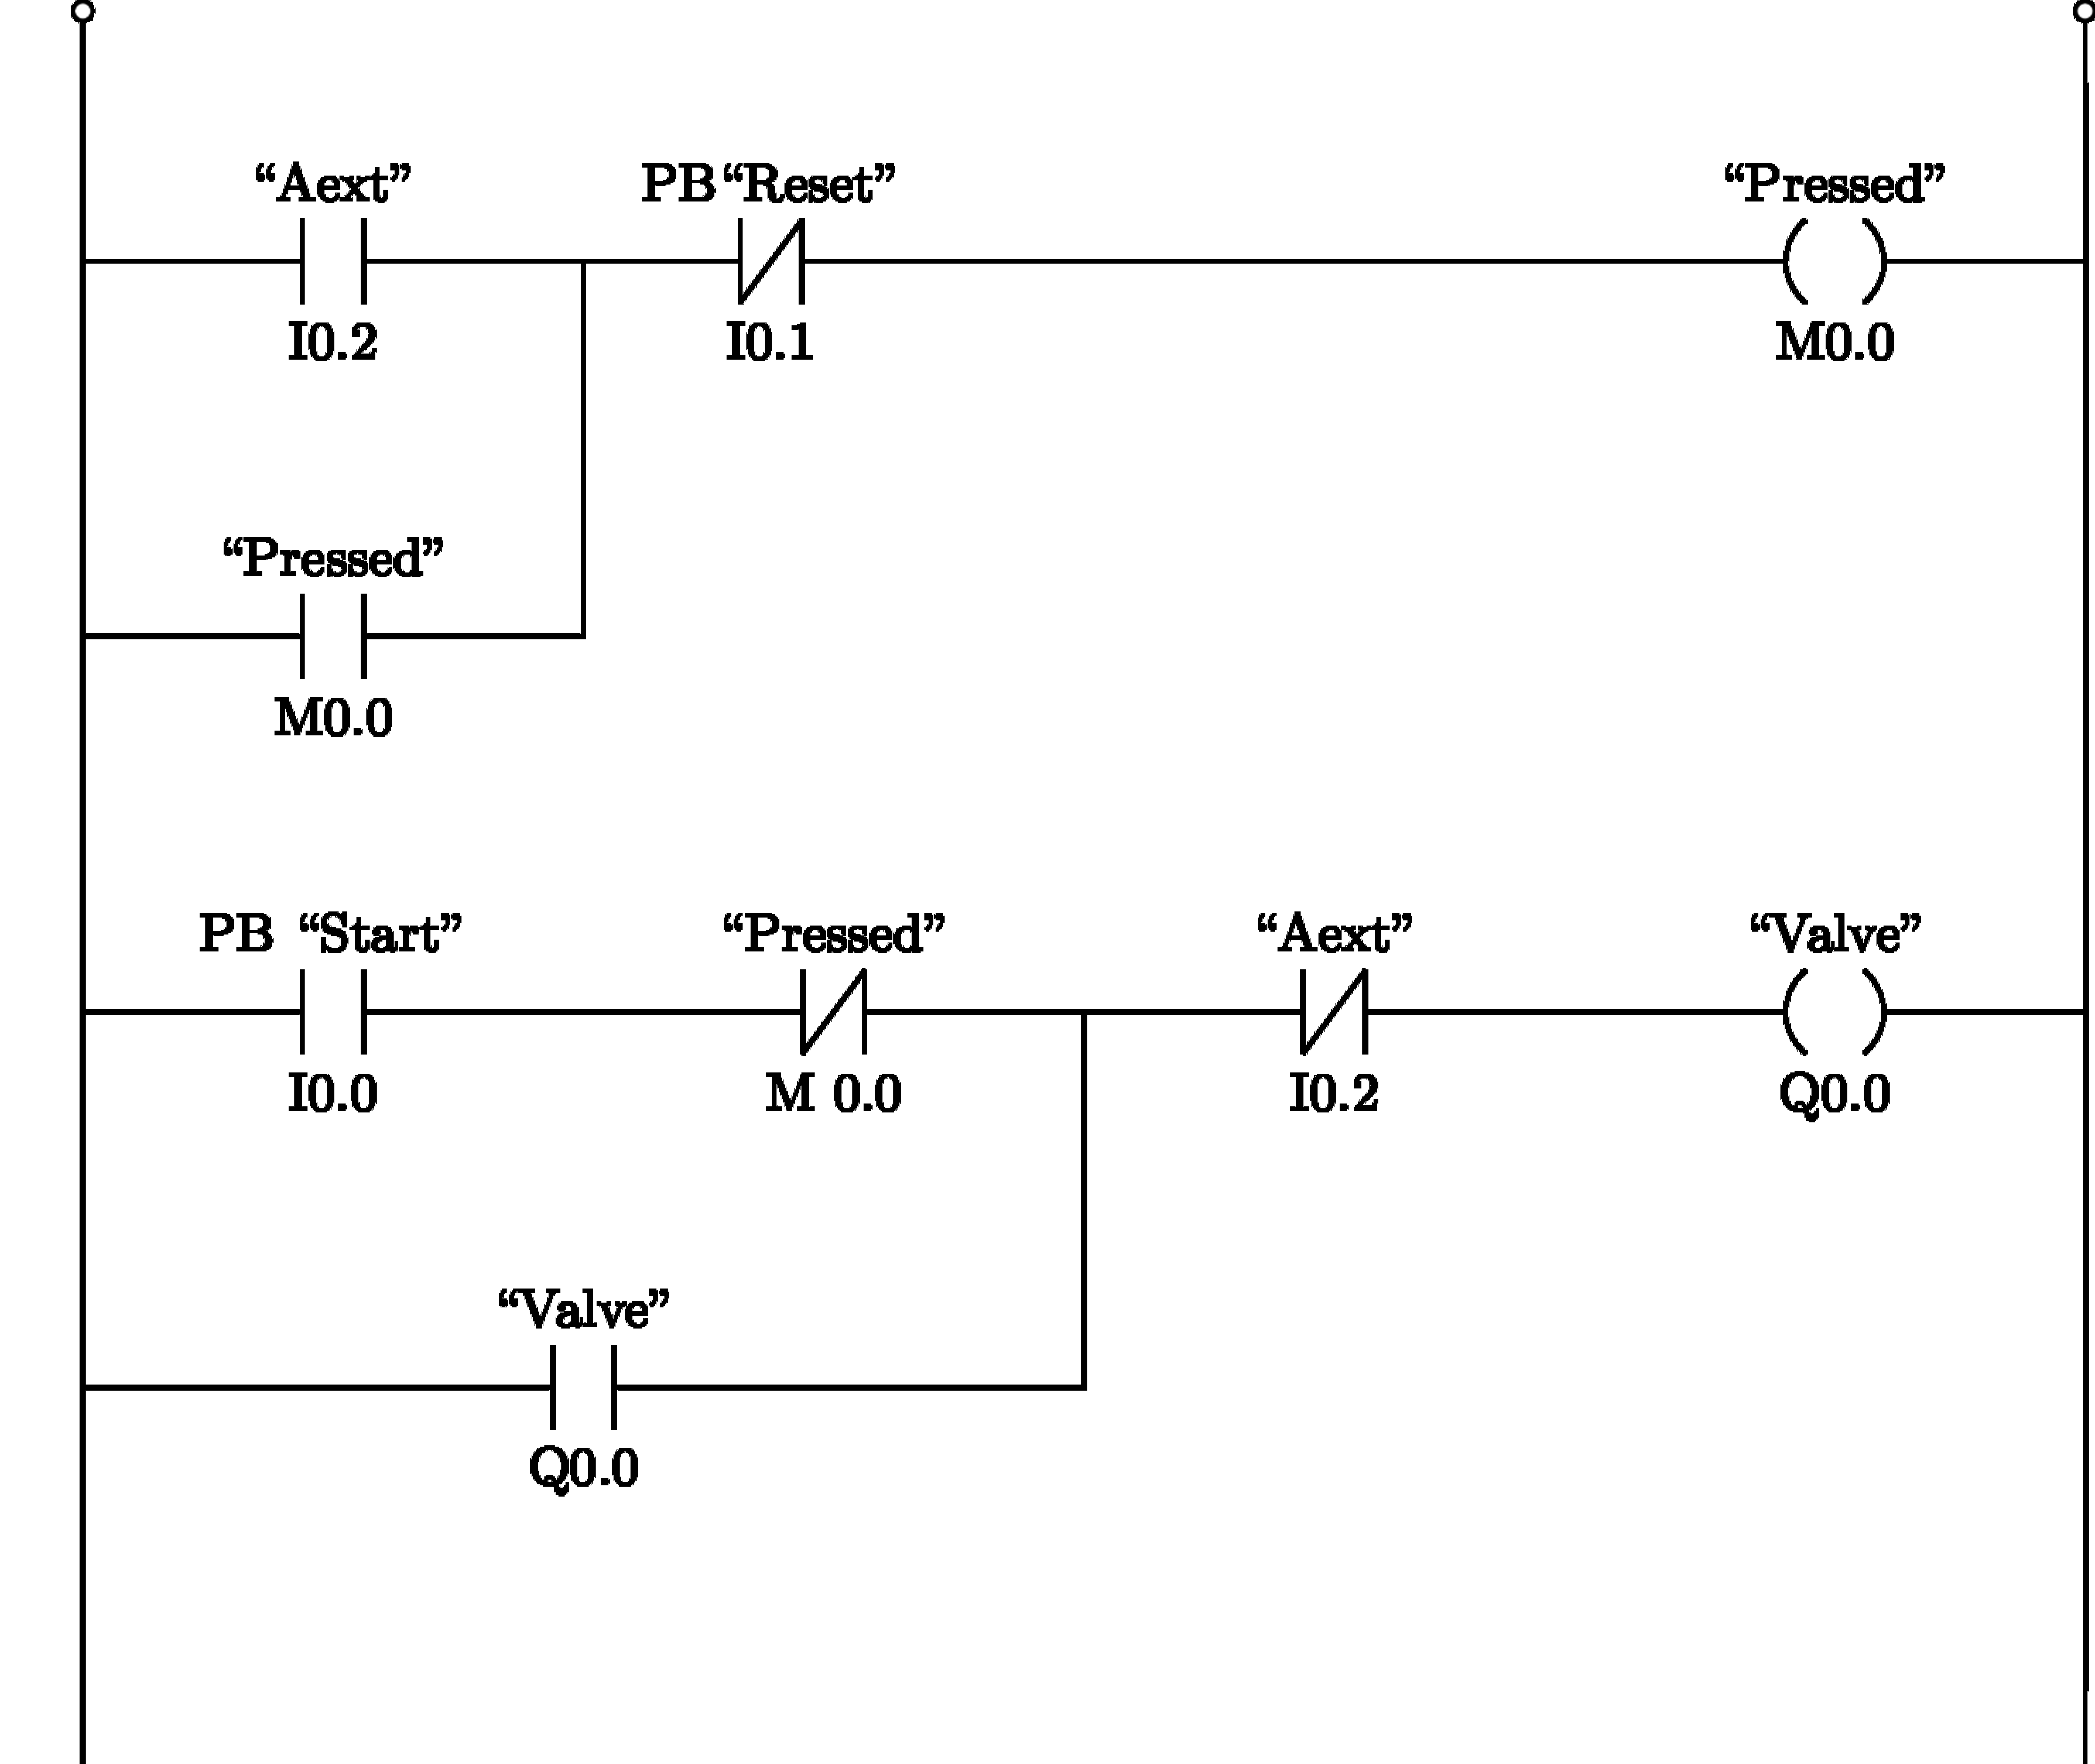 “Aext” PB“Reset” “Pressed”
I0.2 I0.1 M0.0
“Pressed”
M0.0
PB “Start” “Pressed” “Aext” “Valve”
I0.0 M 0.0 I0.2 Q0.0
“Valve”
Q0.0